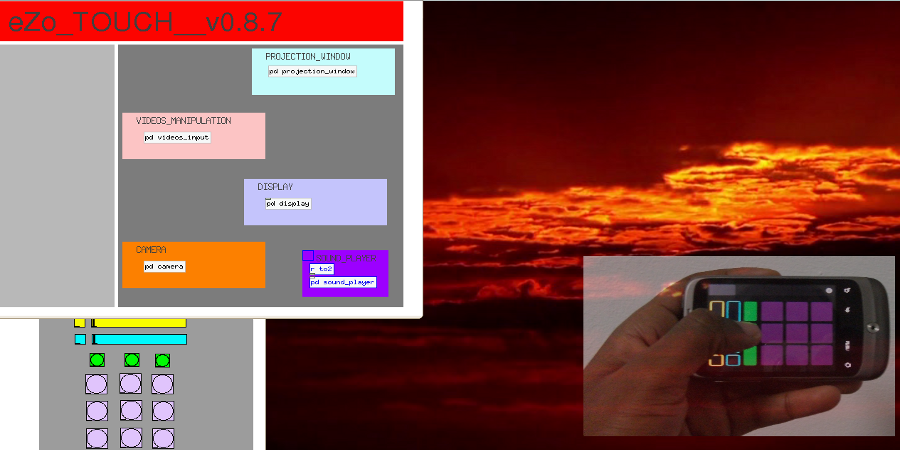 eZo_TOUCH__v0.8.7
PROJECTION_WINDOW
pd projection_window
VIDEOS_MANIPULATION
pd videos_input
DISPLAY
pd display
CAMERA
pd camera
r to2
pd sound_player